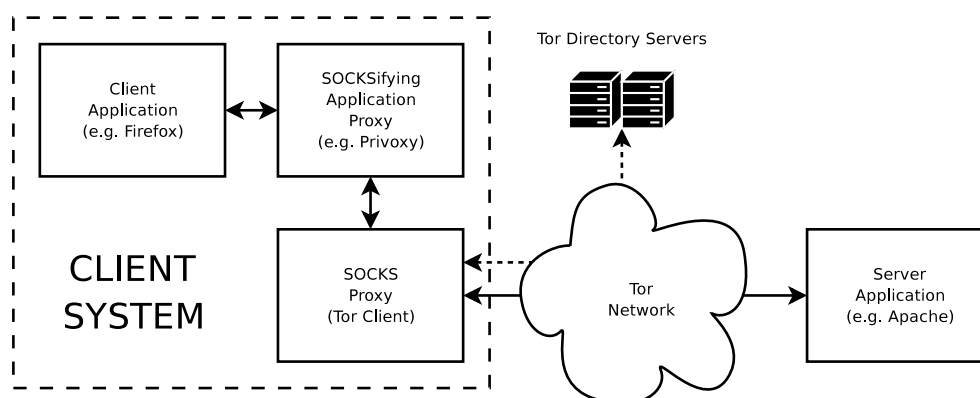 Tor Directory Servers
Client
Application
(e.g. Firefox)
SOCKSifying
Application
Proxy
(e.g. Privoxy)
CLIENT
SYSTEM
SOCKS
Proxy
(Tor Client)
Tor
Network
Server
Application
(e.g. Apache)